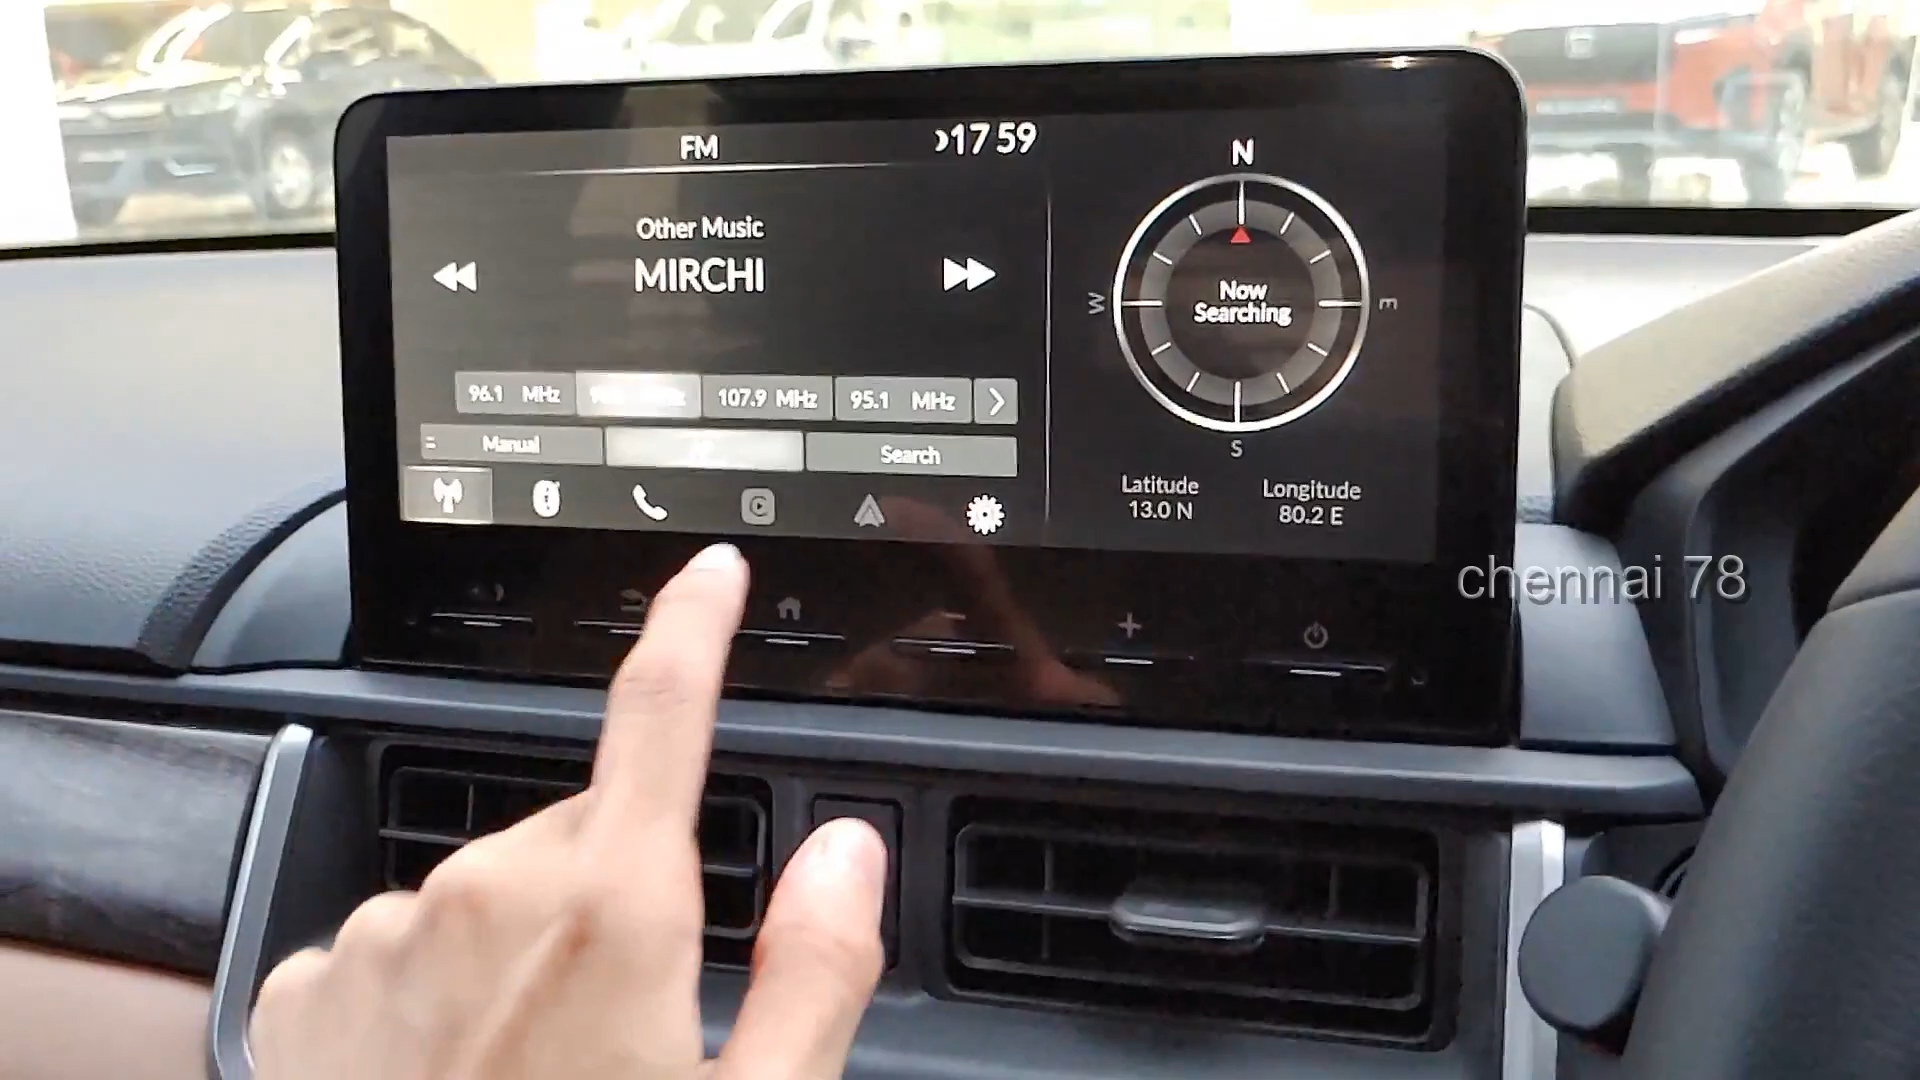 FM
17 59
Other Music
MIRCHI
96.1 MHz
107.9 MHz
95.1 MHz
Manual
Search
N
W
E
S
Now
Searching
Latitude
13.0 N
Longitude
80.2 E
chennai 78